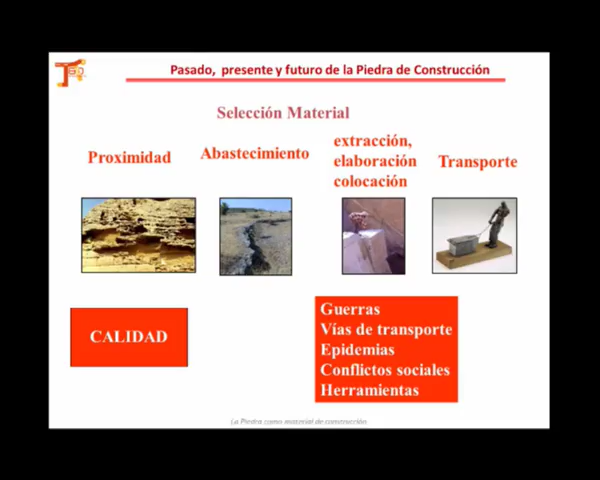 Pasado, presente y futuro de la Piedra de Construcción
Selección Material
Proximidad
Abastecimiento
extracción,
elaboración
colocación
Transporte
CALIDAD
Guerras
Vías de transporte
Epidemias
Conflictos sociales
Herramientas
La Piedra como material de construcción